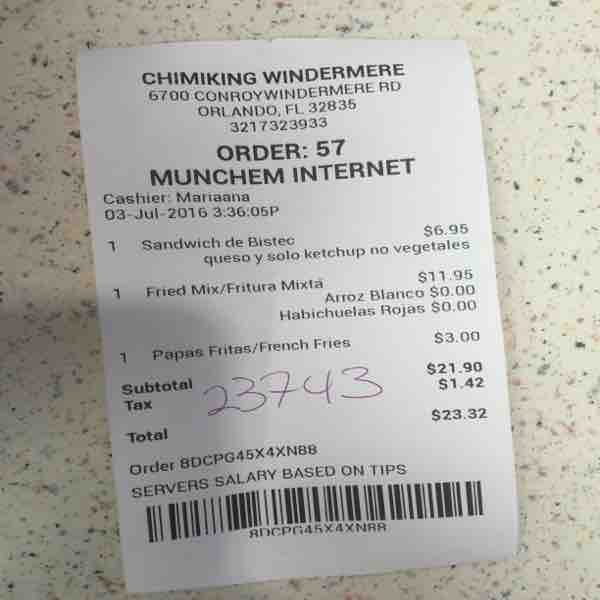 CHIMIKING WINDERMERE
6700 CONROYWINDERMERE RD
ORLANDO, FL 32835
3217323933
ORDER: 57
MUNCHEM INTERNET
Cashier: Mariaana
03-Jul-2016 3:36:05P
1 Sandwich de Bistec $6.95
queso y solo ketchup no vegetales
1 Fried Mix/Fritura Mixta $11.95
Arroz Blanco $0.00
Habichuelas Rojas $0.00
1 Papas Fritas/French Fries $3.00
Subtotal $21.90
Tax $1.42
23743
Total $23.32
Order 8DCPG45X4XN88
SERVERS SALARY BASED ON TIPS
8DCPG45X4XN88